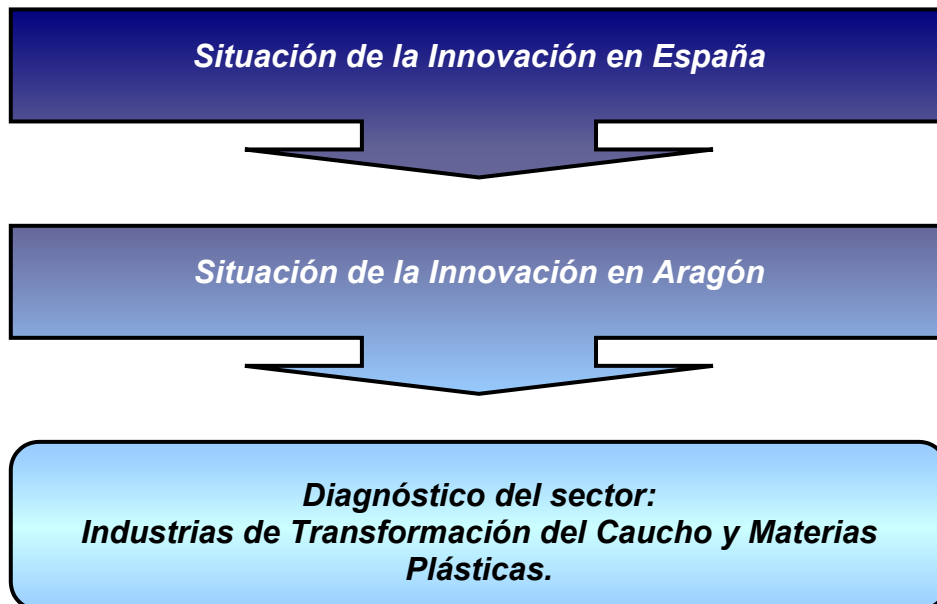 Situación de la Innovación en España
Situación de la Innovación en Aragón
Diagnóstico del sector:
Industrias de Transformación del Caucho y Materias
Plásticas.